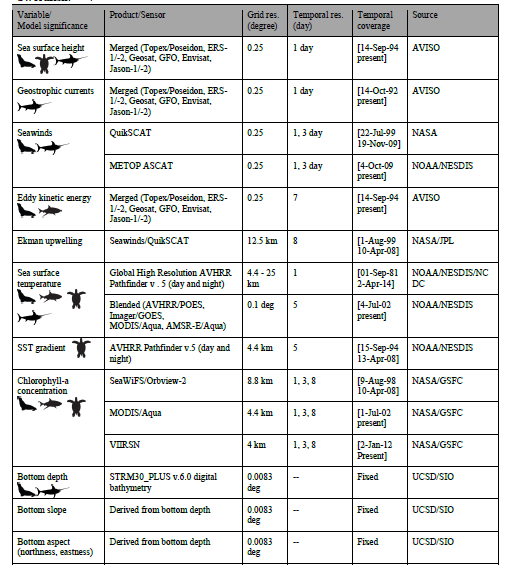 Variable/ Product/Sensor Grid res. Temporal res. Temporal Source
Model significance (degree) (day) coverage
Sea surface height Merged (Topex/Poseidon, ERS- 0.25 1 day [14-Sep-94 AVISO
1/-2, Geosat, GFO, Envisat, present]
Jason-1/-2)
Geostrophic currents Merged (Topex/Poseidon, ERS- 0.25 1 day [14-Oct-92 AVISO
1/-2, Geosat, GFO, Envisat, present]
Jason-1/-2)
Seawinds QuikSCAT 0.25 1, 3 day [22-Jul-99 NASA
19-Nov-09]
METOP ASCAT 0.25 1, 3 day [4-Oct-09 NOAA/NESDIS
present]
Eddy kinetic energy Merged (Topex/Poseidon, ERS- 0.25 7 [14-Sep-94 AVISO
1/-2, Geosat, GFO, Envisat, present]
Jason-1/-2)
Ekman upwelling Seawinds/QuikSCAT 12.5 km 8 [1-Aug-99 NASA/JPL
10-Apr-08]
Sea surface Global High Resolution AVHRR 4.4 - 25 1 [01-Sep-81 NOAA/NESDIS/NC
temperature Pathfinder v . 5 (day and night) km 2-Apr-14] DC
Blended (AVHRR/POES, 0.1 deg 5 [4-Jul-02 NOAA/NESDIS
Imager/GOES, present]
MODIS/Aqua, AMSR-E/Aqua)
SST gradient AVHRR Pathfinder v.5 (day and 4.4 km 5 [15-Sep-94 NOAA/NESDIS
night) 13-Apr-08]
Chlorophyll-a SeaWiFS/Orbview-2 8.8 km 1, 3, 8 [9-Aug-98 NASA/GSFC
concentration 10-Apr-08]
MODIS/Aqua 4.4 km 1, 3, 8 [1-Jul-02 NASA/GSFC
present]
VIIRSN 4 km 1, 3, 8 [2-Jan-12 NASA/GSFC
Present]
Bottom depth STRM30_PLUS v.6.0 digital 0.0083 -- Fixed UCSD/SIO
bathymetry deg
Bottom slope Derived from bottom depth 0.0083 -- Fixed UCSD/SIO
deg
Bottom aspect Derived from bottom depth 0.0083 -- Fixed UCSD/SIO
(northness, eastness) deg